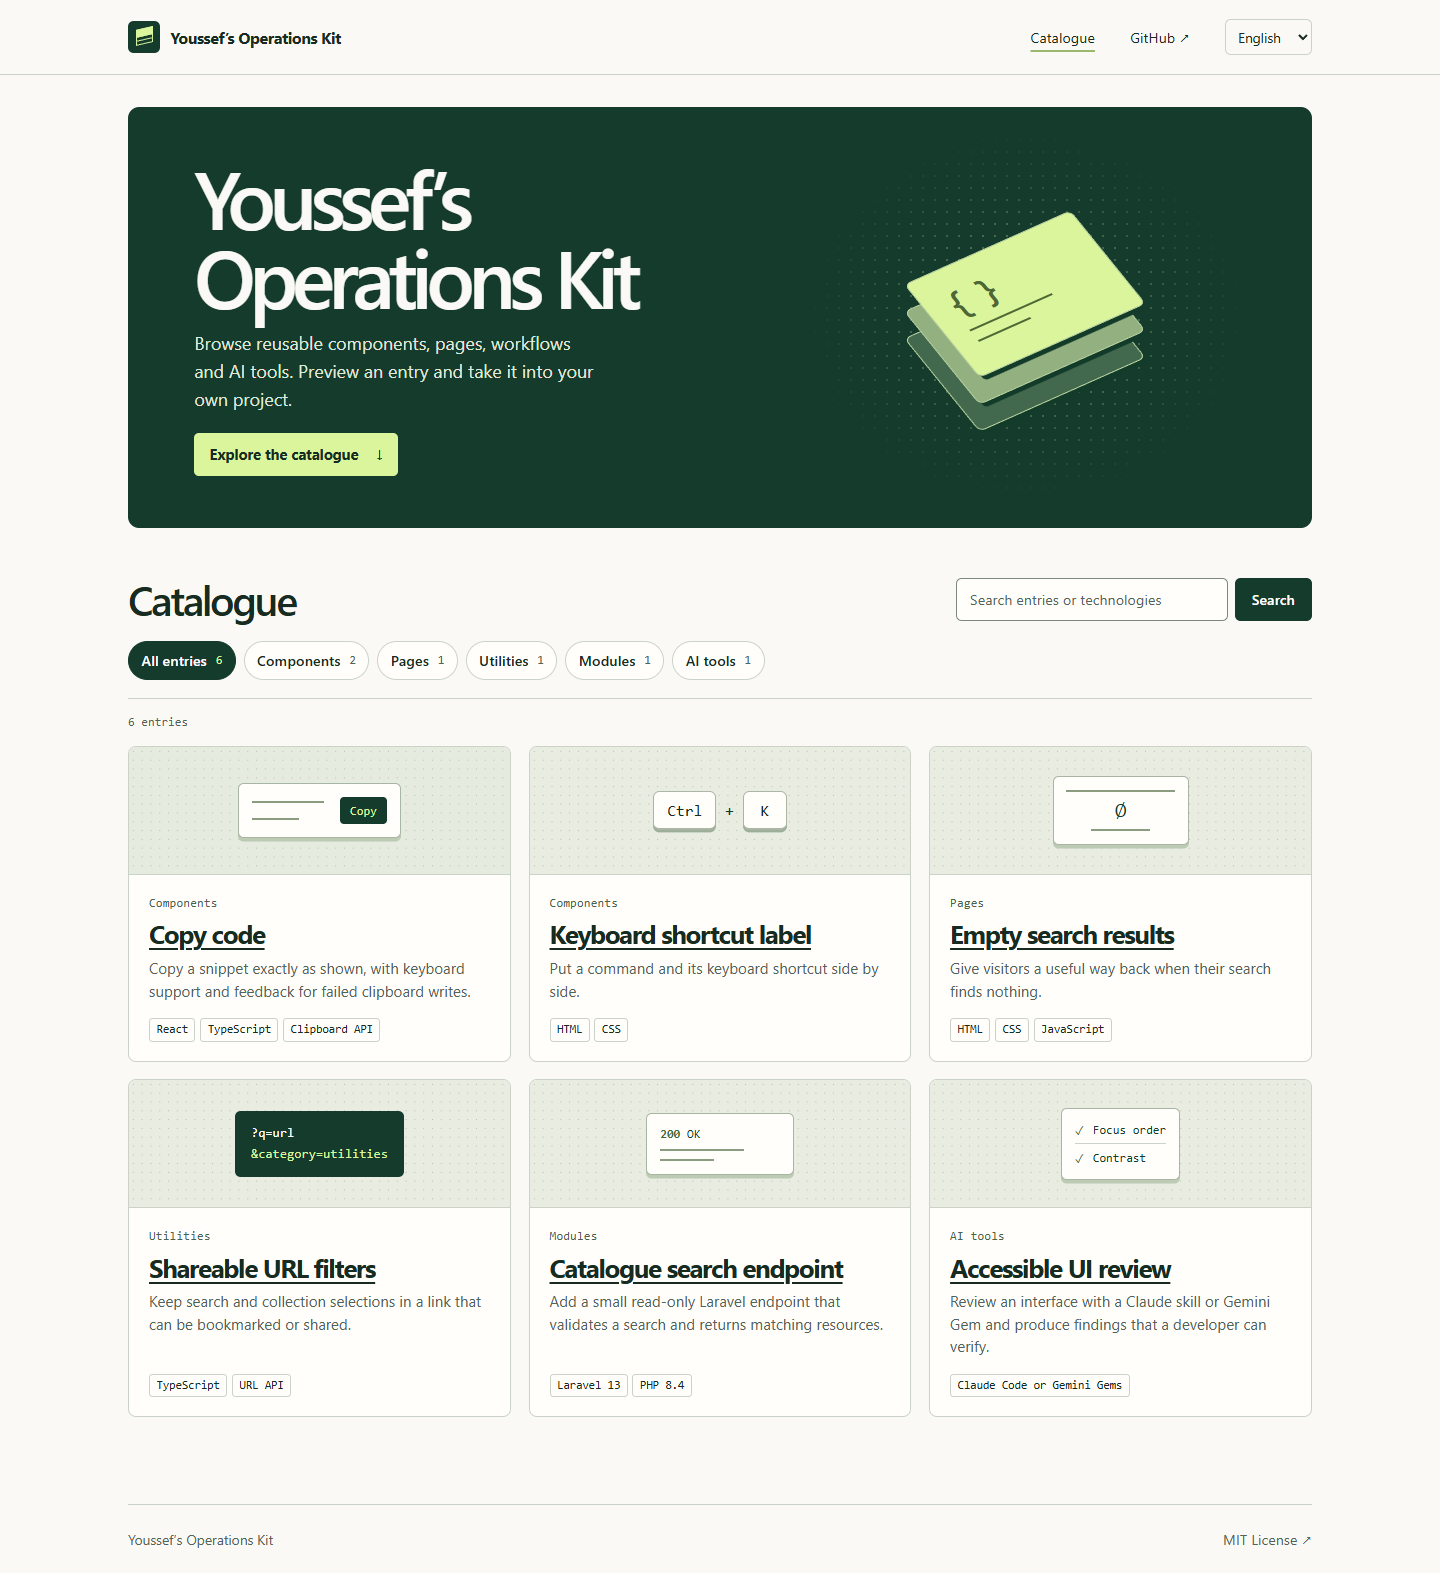 Youssef’s Operations Kit
Catalogue
GitHub ↗
English
Youssef’s
Operations Kit
Browse reusable components, pages, workflows
and AI tools. Preview an entry and take it into your
own project.
Explore the catalogue ↓
{ }
Catalogue
Search entries or technologies
Search
All entries 6
Components 2
Pages 1
Utilities 1
Modules 1
AI tools 1
6 entries
Copy
Components
Copy code
Copy a snippet exactly as shown, with keyboard
support and feedback for failed clipboard writes.
React TypeScript Clipboard API
Ctrl + K
Components
Keyboard shortcut label
Put a command and its keyboard shortcut side by
side.
HTML CSS
Ø
Pages
Empty search results
Give visitors a useful way back when their search
finds nothing.
HTML CSS JavaScript
?q=url
&category=utilities
Utilities
Shareable URL filters
Keep search and collection selections in a link that
can be bookmarked or shared.
TypeScript URL API
200 OK
Modules
Catalogue search endpoint
Add a small read-only Laravel endpoint that
validates a search and returns matching resources.
Laravel 13 PHP 8.4
✓ Focus order
✓ Contrast
AI tools
Accessible UI review
Review an interface with a Claude skill or Gemini
Gem and produce findings that a developer can
verify.
Claude Code or Gemini Gems
Youssef’s Operations Kit
MIT License ↗